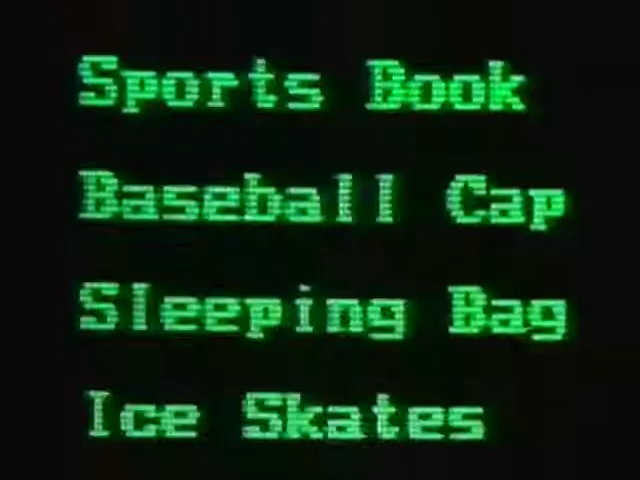 Sports Book
Baseball Cap
Sleeping Bag
Ice Skates